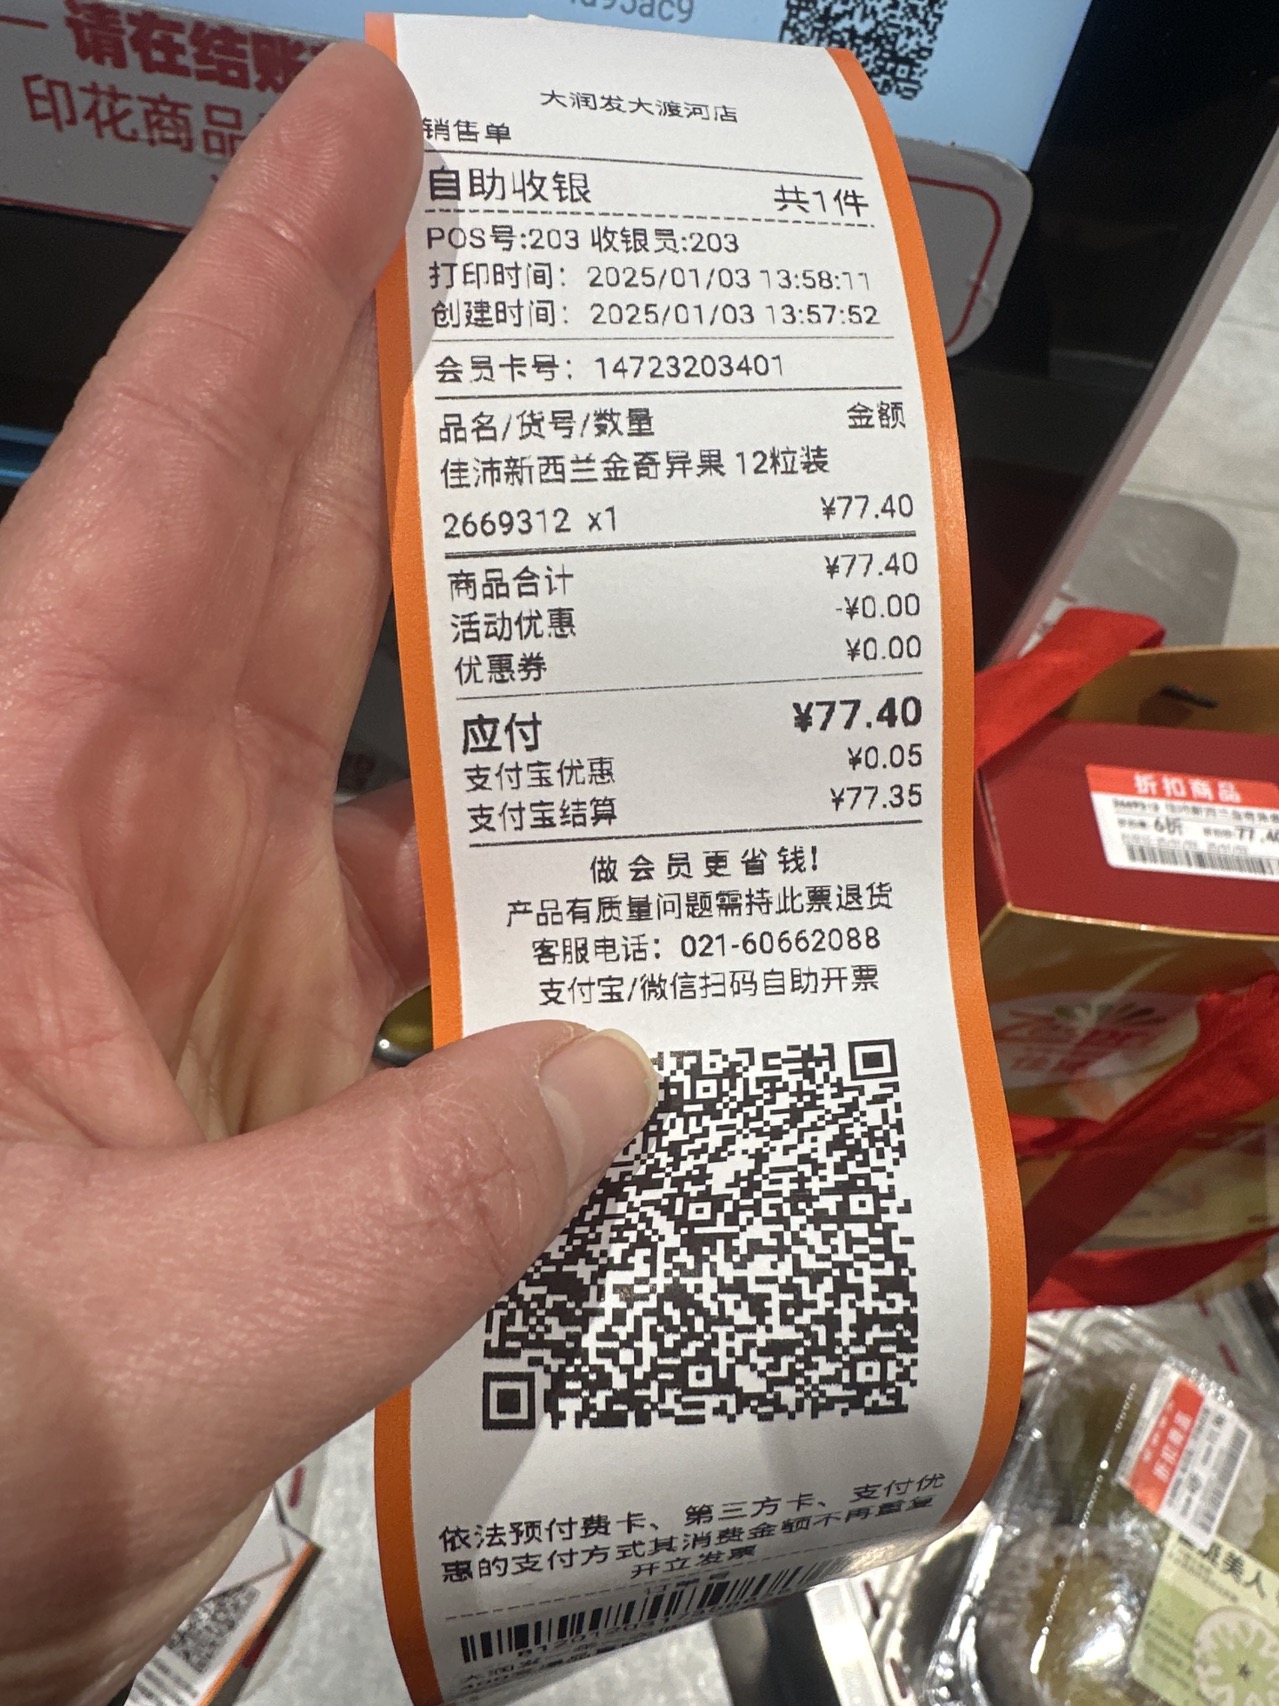 请在结账
印花商品
大润发大渡河店
销售单
自助收银 共1件
POS号:203 收银员:203
打印时间: 2025/01/03 13:58:11
创建时间: 2025/01/03 13:57:52
会员卡号: 14723203401
品名/货号/数量 金额
佳沛新西兰金奇异果 12粒装
2669312 x1 ¥77.40
商品合计 ¥77.40
活动优惠 -¥0.00
优惠券 ¥0.00
应付 ¥77.40
支付宝优惠 ¥0.05
支付宝结算 ¥77.35
做会员更省钱!
产品有质量问题需持此票退货
客服电话: 021-60662088
支付宝/微信扫码自助开票
依法预付费卡、第三方卡、支付优
惠的支付方式其消费金额不再重复
开立发票
订单号
折扣商品
6折 77.40